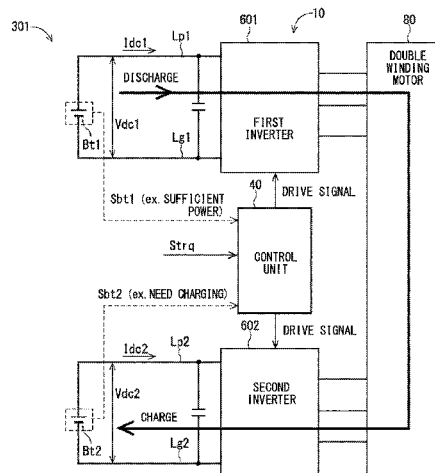 301
601
10
80
Idc1
Lp1
DOUBLE
WINDING
MOTOR
DISCHARGE
Vdc1
FIRST
INVERTER
Bt1
Lg1
Sbt1 (ex. SUFFICIENT
POWER)
40
DRIVE SIGNAL
Strq
CONTROL
UNIT
Sbt2 (ex. NEED CHARGING)
602
DRIVE SIGNAL
Idc2
Lp2
Vdc2
SECOND
INVERTER
CHARGE
Bt2
Lg2